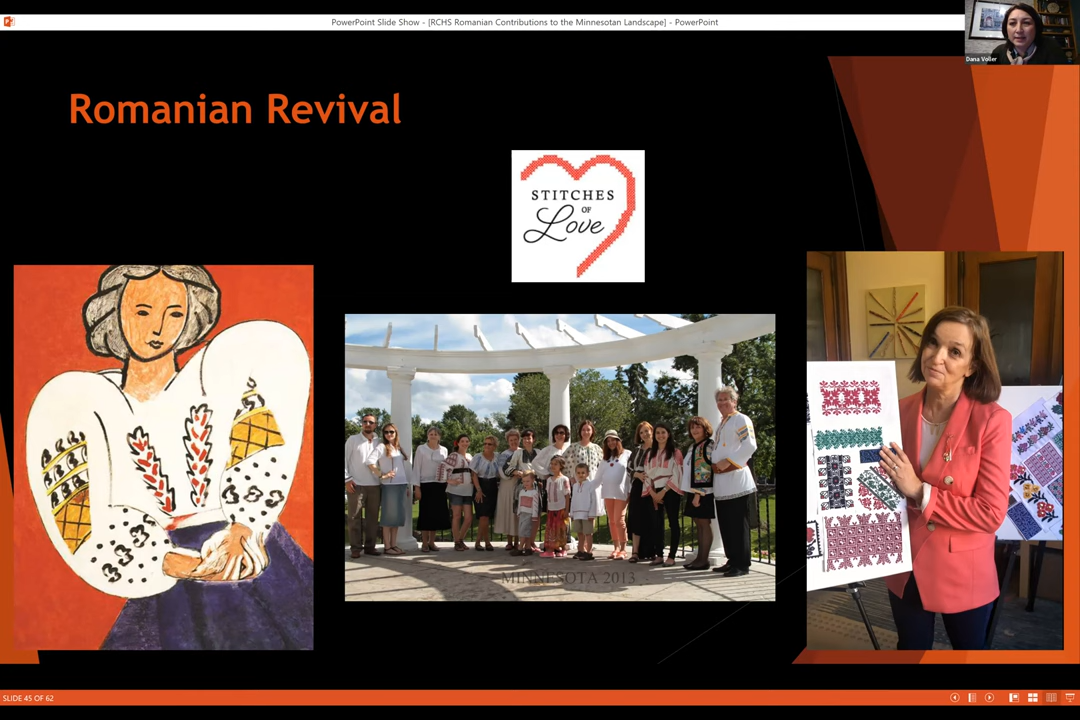 PowerPoint Slide Show - [RCHS Romanian Contributions to the Minnesotan Landscape] - PowerPoint
Dana Voller
Romanian Revival
STITCHES
OF
Love
MINNESOTA 2013
SLIDE 45 OF 62